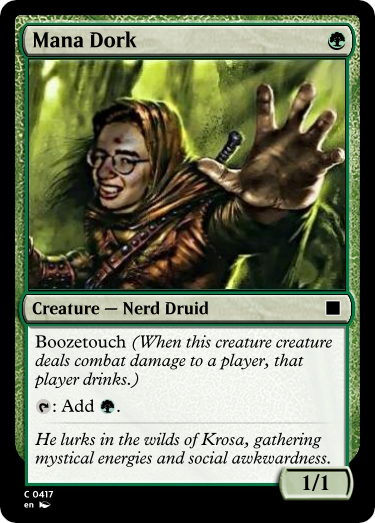 Mana Dork
Creature — Nerd Druid
Boozetouch (When this creature creature
deals combat damage to a player, that
player drinks.)
: Add .
He lurks in the wilds of Krosa, gathering
mystical energies and social awkwardness.
1/1
C 0417
en